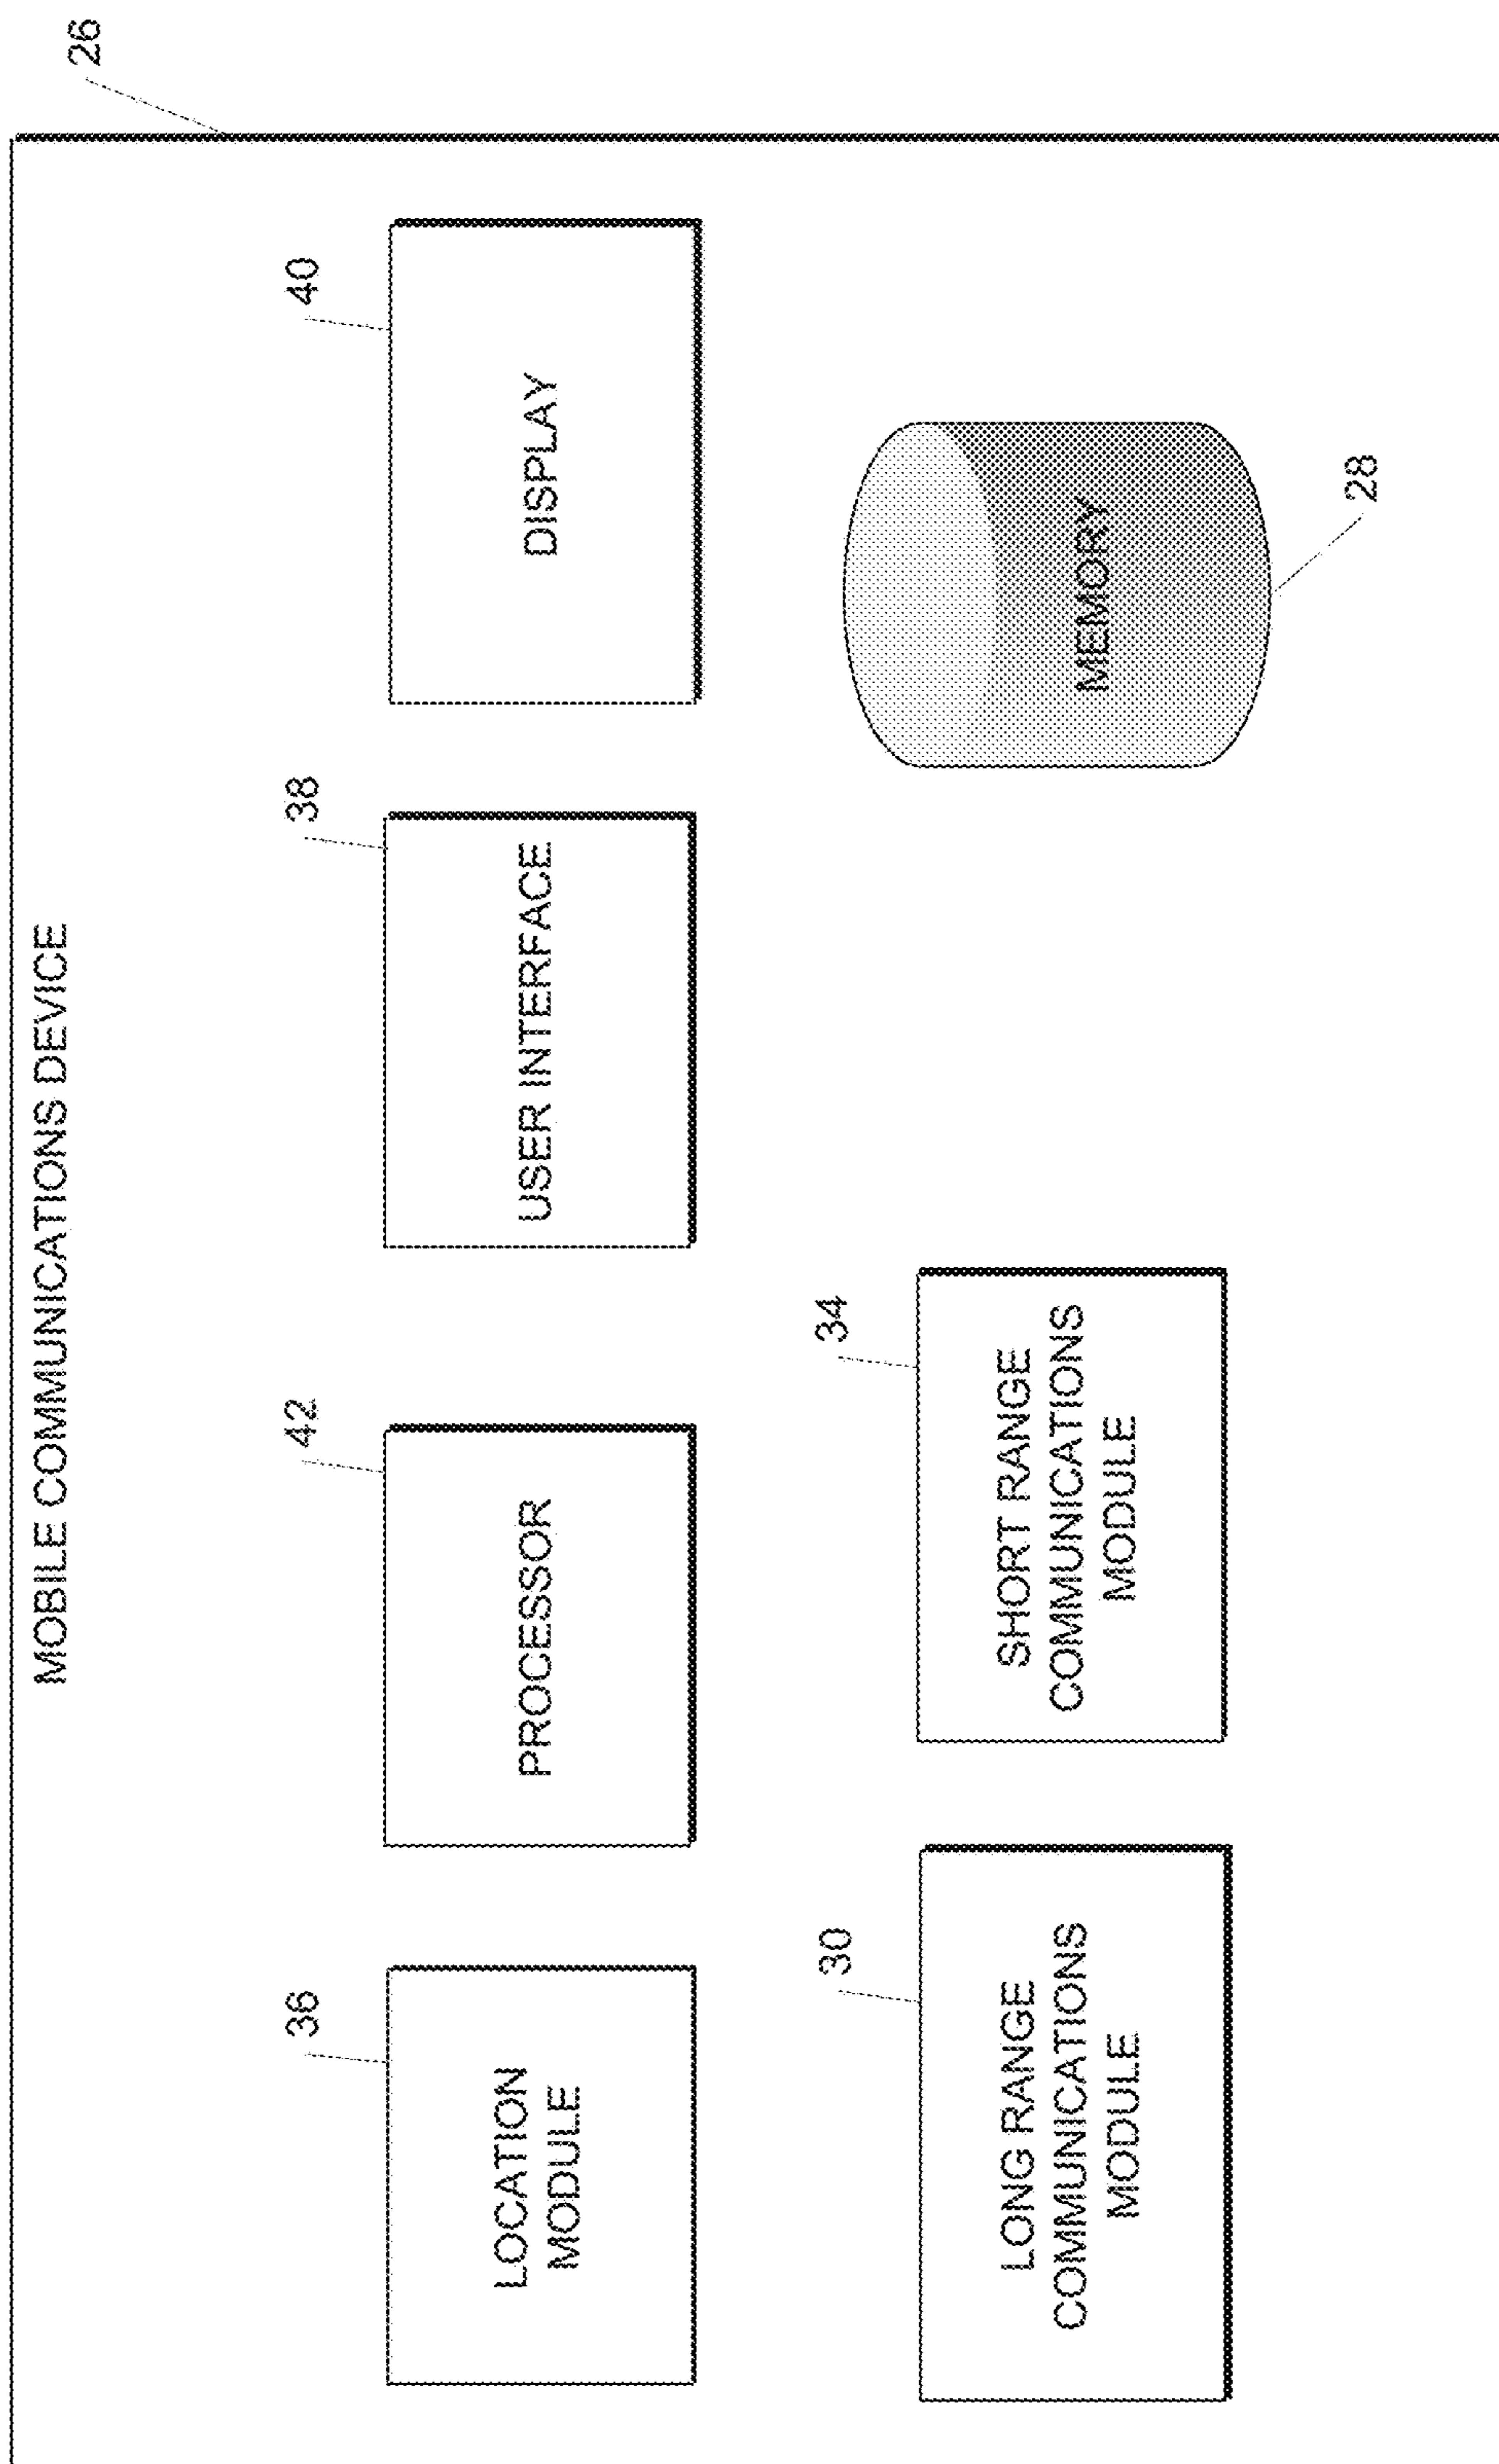 26
MOBILE COMMUNICATIONS DEVICE
36
LOCATION
MODULE
42
PROCESSOR
38
USER INTERFACE
40
DISPLAY
30
LONG RANGE
COMMUNICATIONS
MODULE
34
SHORT RANGE
COMMUNICATIONS
MODULE
MEMORY
28